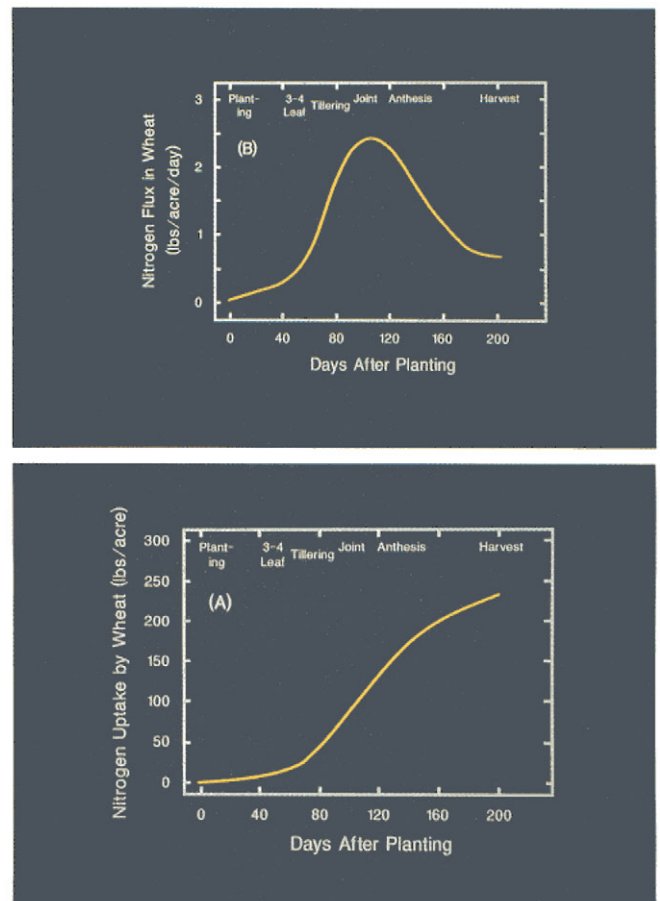 3
Plant-
ing
3-4
Leaf
Tillering
Joint
Anthesis
Harvest
(B)
2
1
0
Nitrogen Flux in Wheat
(lbs/acre/day)
0 40 80 120 160 200
Days After Planting
300
Plant-
ing
3-4
Leaf
Tillering
Joint
Anthesis
Harvest
250
(A)
200
150
100
50
0
Nitrogen Uptake by Wheat (lbs/acre)
0 40 80 120 160 200
Days After Planting